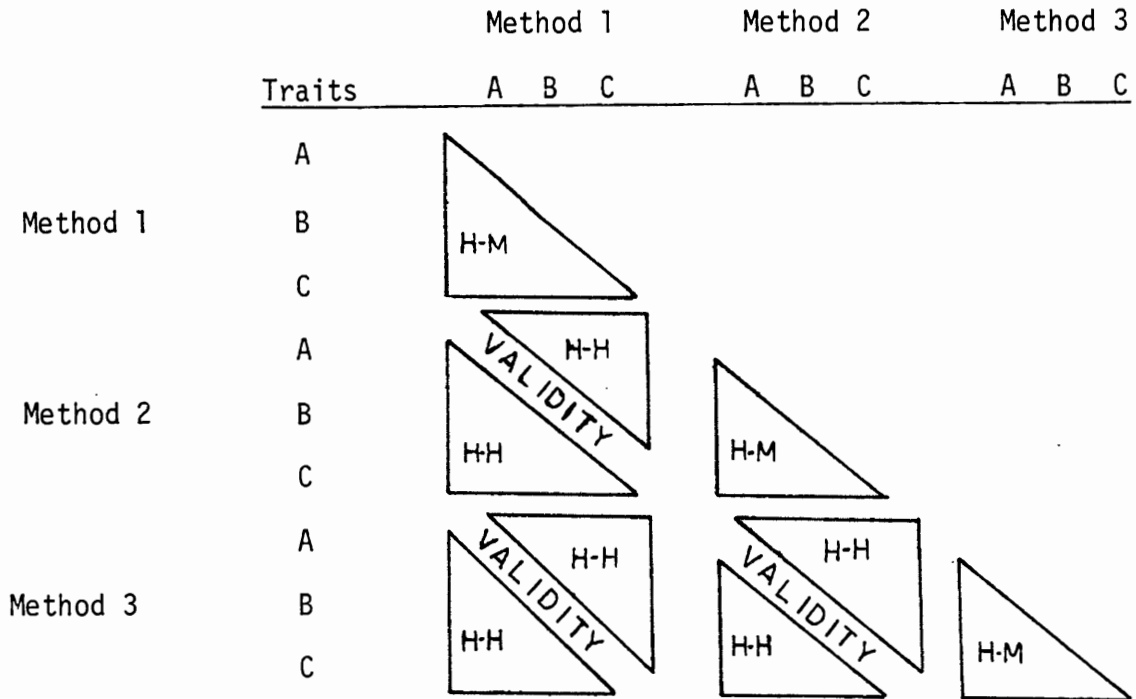 Method 1 Method 2 Method 3
Traits A B C A B C A B C
A
Method 1 B
H-M
C
A H-H
VALIDITY
Method 2 B
H-H H-M
C
A H-H H-H
VALIDITY VALIDITY
Method 3 B
H-H H-H H-M
C